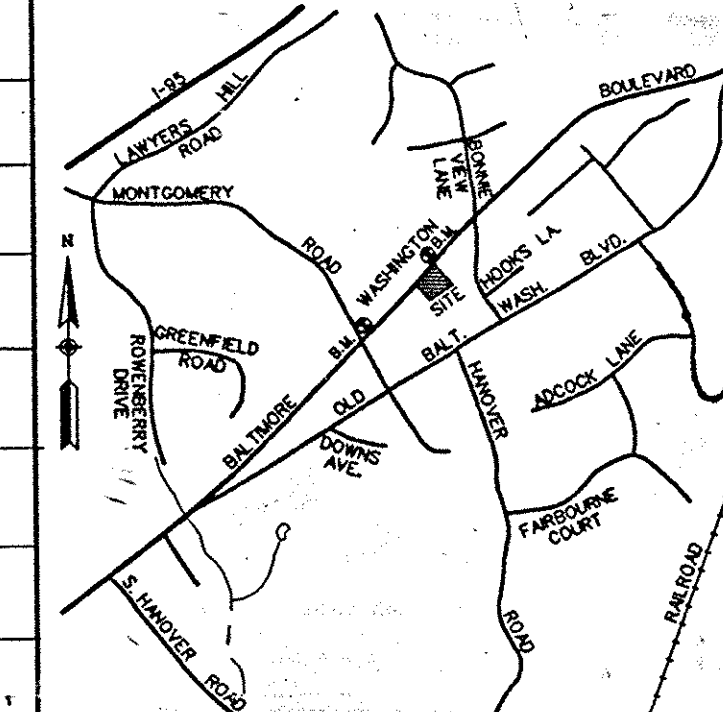 I-95
LAWYERS HILL
ROAD
BOULEVARD
MONTGOMERY
ROAD
BONNIE
VIEW
LANE
N
WASHINGTON
B.M.
HOOKS LA.
SITE
WASH.
BLVD.
B.M.
BALT.
GREENFIELD
ROAD
ROWENBERRY
DRIVE
HANOVER
ADCOCK LANE
BALTIMORE
OLD
DOWNS
AVE.
FAIRBOURNE
COURT
RAILROAD
S. HANOVER
ROAD
ROAD